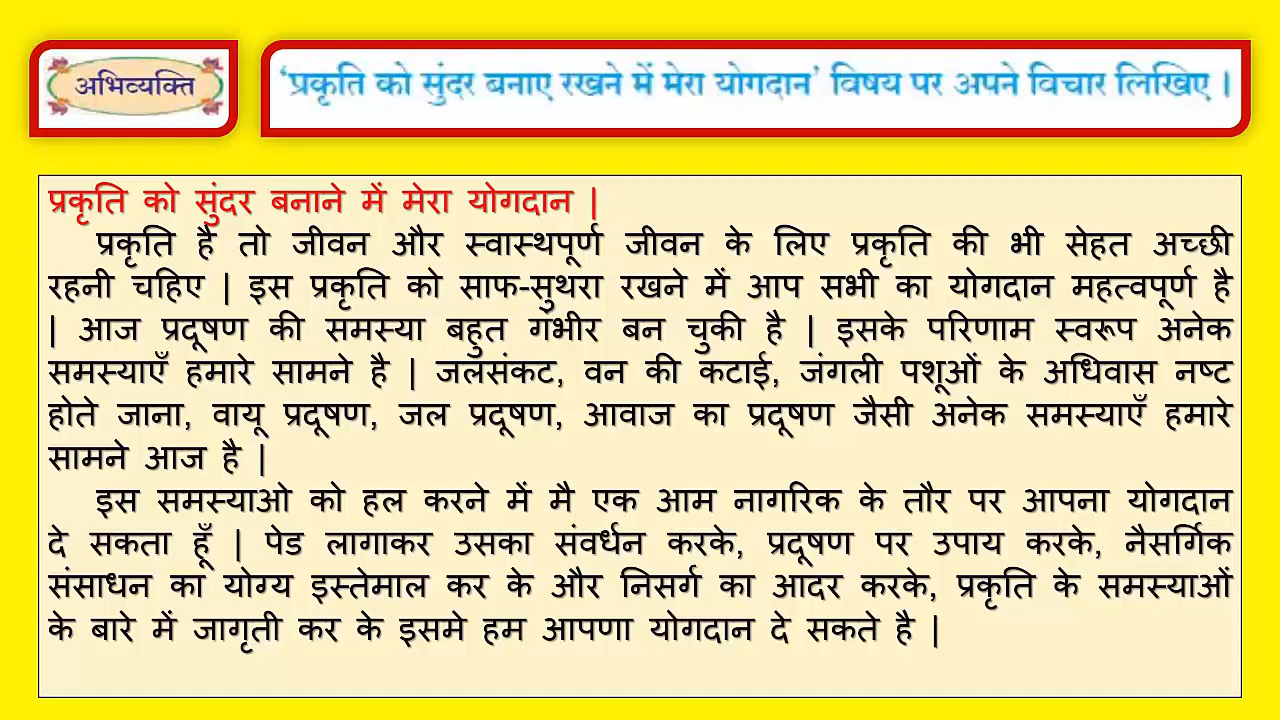 अभिव्यक्ति
‘प्रकृति को सुंदर बनाए रखने में मेरा योगदान’ विषय पर अपने विचार लिखिए ।
प्रकृति को सुंदर बनाने में मेरा योगदान |
प्रकृति है तो जीवन और स्वास्थपूर्ण जीवन के लिए प्रकृति की भी सेहत अच्छी
रहनी चहिए | इस प्रकृति को साफ-सुथरा रखने में आप सभी का योगदान महत्वपूर्ण है
| आज प्रदूषण की समस्या बहुत गंभीर बन चुकी है | इसके परिणाम स्वरूप अनेक
समस्याएँ हमारे सामने है | जलसंकट, वन की कटाई, जंगली पशूओं के अधिवास नष्ट
होते जाना, वायू प्रदूषण, जल प्रदूषण, आवाज का प्रदूषण जैसी अनेक समस्याएँ हमारे
सामने आज है |
इस समस्याओ को हल करने में मै एक आम नागरिक के तौर पर आपना योगदान
दे सकता हूँ | पेड लागाकर उसका संवर्धन करके, प्रदूषण पर उपाय करके, नैसर्गिक
संसाधन का योग्य इस्तेमाल कर के और निसर्ग का आदर करके, प्रकृति के समस्याओं
के बारे में जागृती कर के इसमे हम आपणा योगदान दे सकते है |